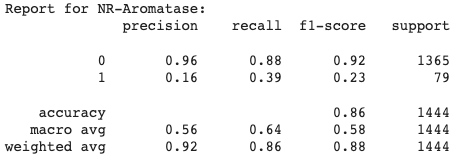 Report for NR-Aromatase:
precision recall f1-score support
0 0.96 0.88 0.92 1365
1 0.16 0.39 0.23 79
accuracy 0.86 1444
macro avg 0.56 0.64 0.58 1444
weighted avg 0.92 0.86 0.88 1444